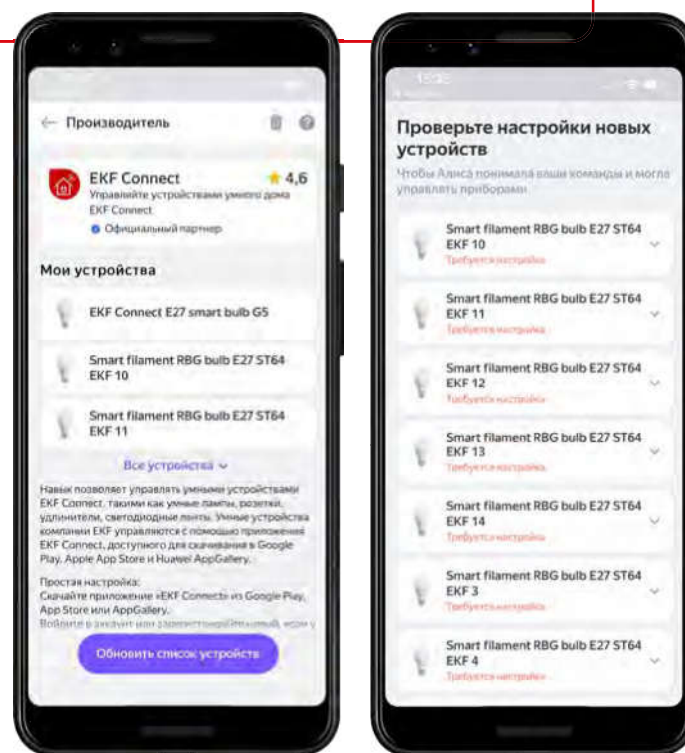 Производитель
EKF Connect
4,6
Управляйте устройствами умного дома
EKF Connect
Официальный партнер
Мои устройства
EKF Connect E27 smart bulb G5
Smart filament RBG bulb E27 ST64
EKF 10
Smart filament RBG bulb E27 ST64
EKF 11
Все устройства
Навык позволяет управлять умными устройствами
EKF Connect, такими как умные лампы, розетки,
удлинители, светодиодные ленты. Умные устройства
компании EKF управляются с помощью приложения
EKF Connect, доступного для скачивания в Google
Play, Apple App Store и Huawei AppGallery.
Простая настройка:
Скачайте приложение «EKF Connect» из Google Play,
App Store или AppGallery.
Войдите в аккаунт или
Обновить список устройств
Проверьте настройки новых
устройств
Чтобы Алиса понимала ваши команды и могла
управлять приборами
Smart filament RBG bulb E27 ST64
EKF 10
Требуется настройка
Smart filament RBG bulb E27 ST64
EKF 11
Требуется настройка
Smart filament RBG bulb E27 ST64
EKF 12
Требуется настройка
Smart filament RBG bulb E27 ST64
EKF 13
Требуется настройка
Smart filament RBG bulb E27 ST64
EKF 14
Требуется настройка
Smart filament RBG bulb E27 ST64
EKF 3
Требуется настройка
Smart filament RBG bulb E27 ST64
EKF 4
Требуется настройка